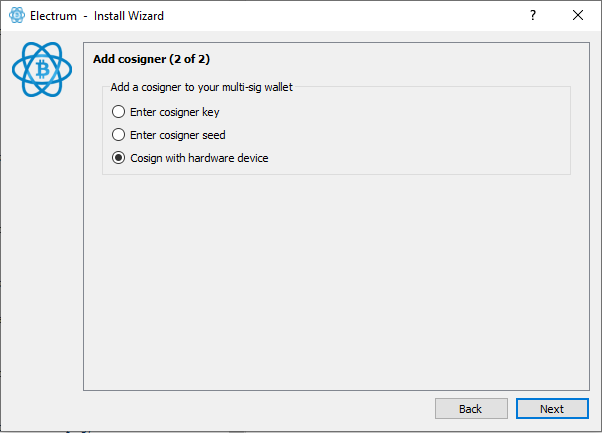 Electrum - Install Wizard
Add cosigner (2 of 2)
Add a cosigner to your multi-sig wallet
Enter cosigner key
Enter cosigner seed
Cosign with hardware device
Back
Next